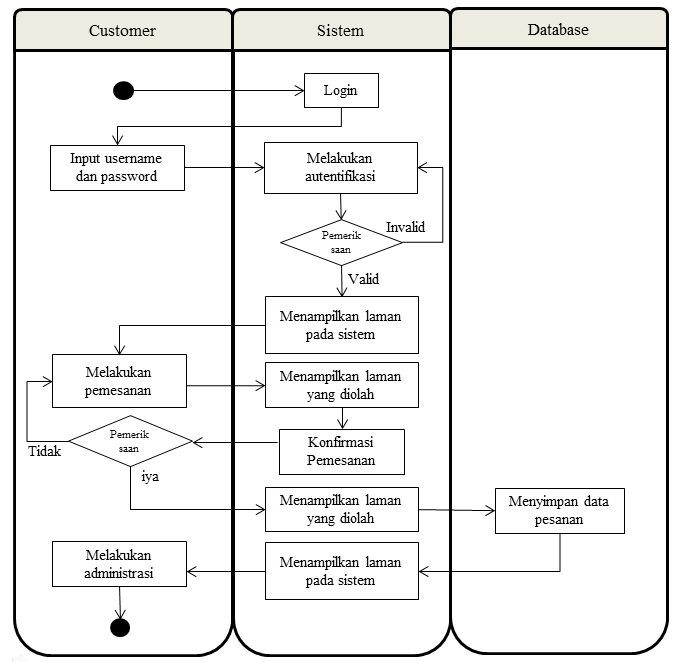 Customer
Sistem
Database
Login
Input username
dan password
Melakukan
autentifikasi
Pemerik
saan
Invalid
Valid
Menampilkan laman
pada sistem
Melakukan
pemesanan
Menampilkan laman
yang diolah
Konfirmasi
Pemesanan
Pemerik
saan
Tidak
iya
Menampilkan laman
yang diolah
Menyimpan data
pesanan
Menampilkan laman
pada sistem
Melakukan
administrasi